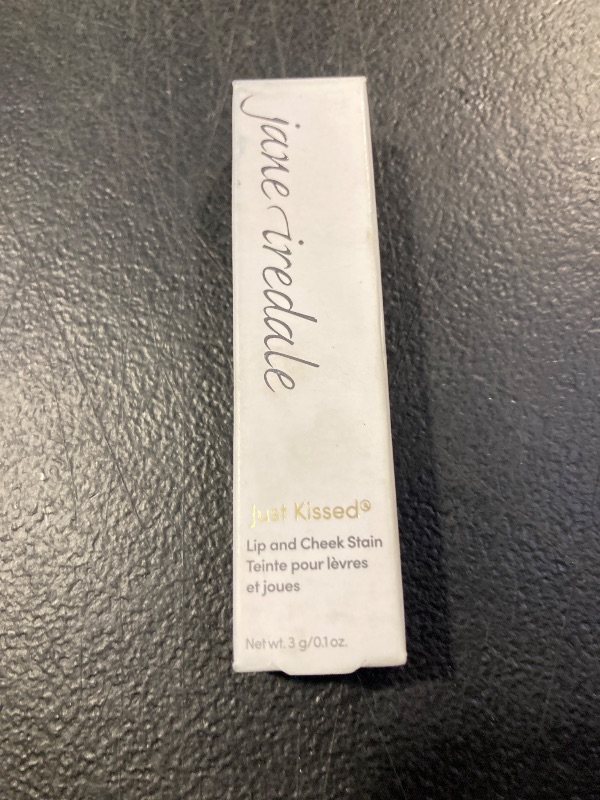 jane iredale
Just Kissed®
Lip and Cheek Stain
Teinte pour lèvres
et joues
Net wt. 3 g/0.1 oz.